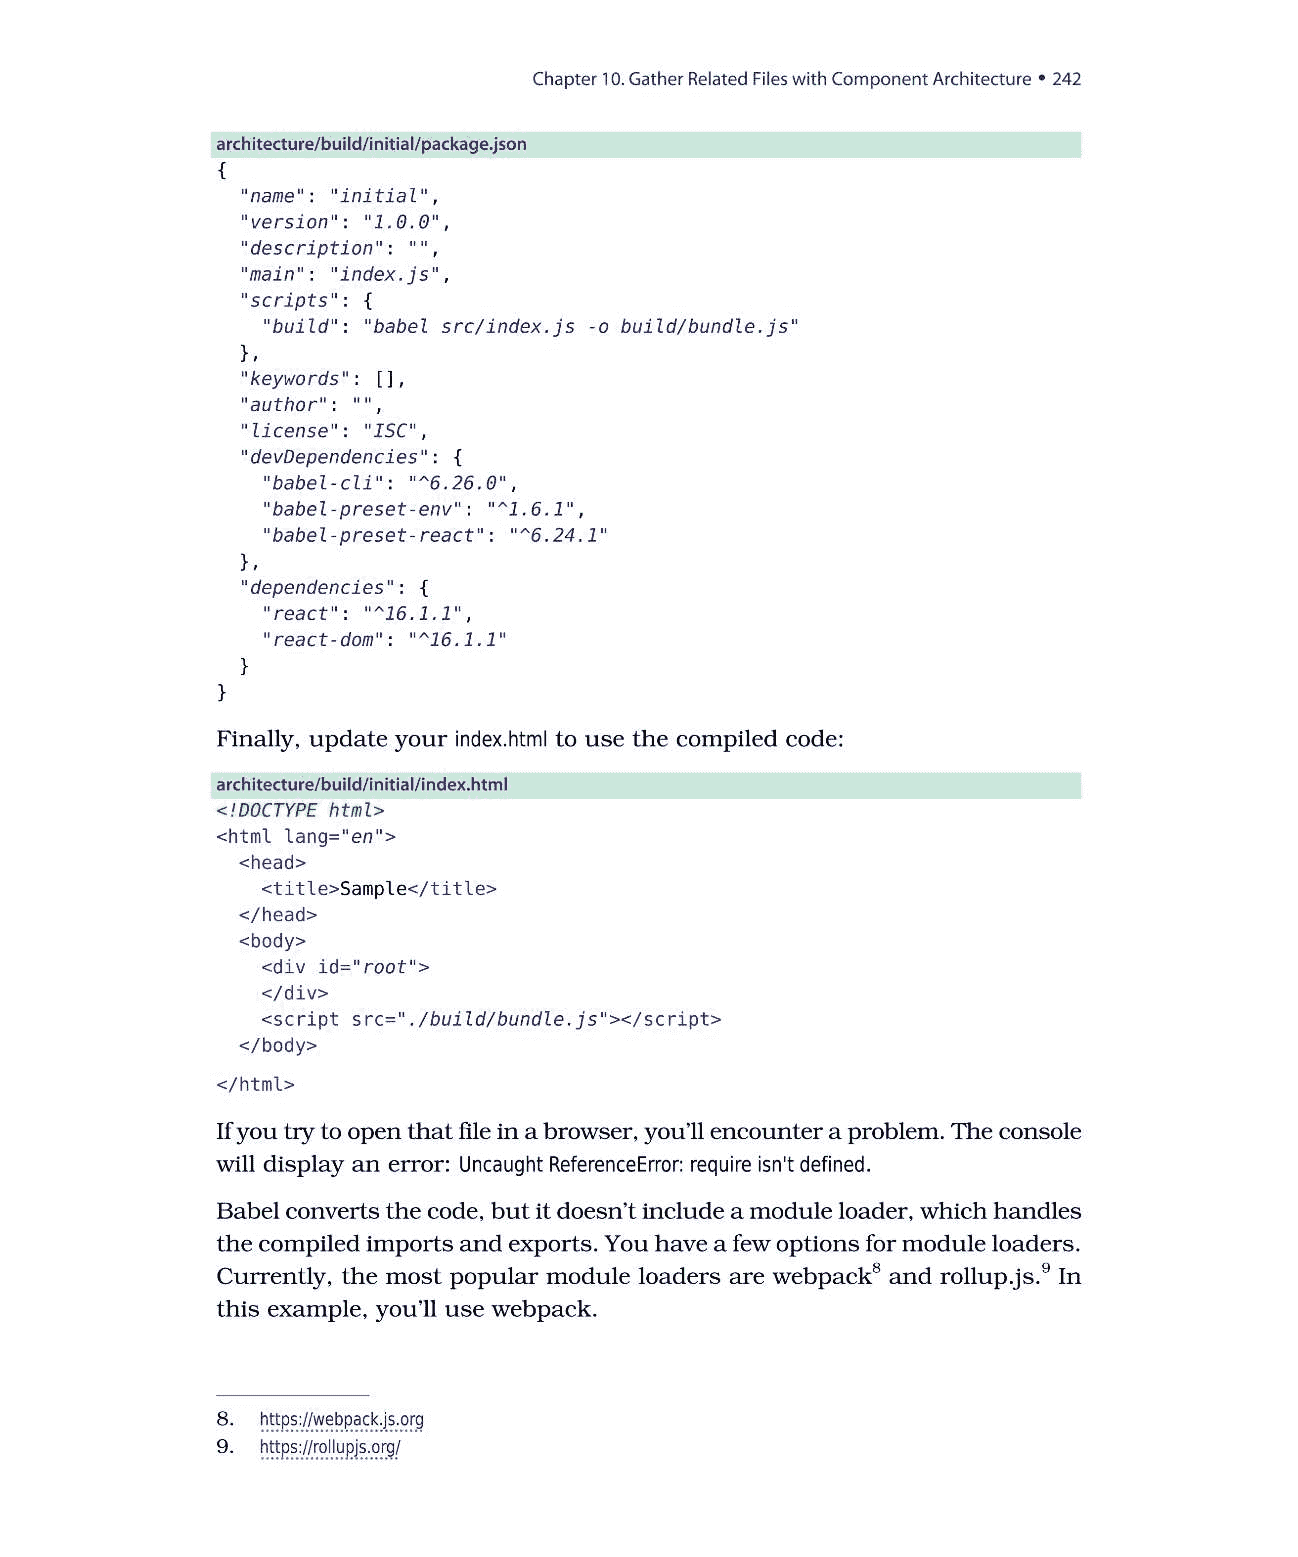 Chapter 10. Gather Related Files with Component Architecture • 242
architecture/build/initial/package.json
{
  "name": "initial",
  "version": "1.0.0",
  "description": "",
  "main": "index.js",
  "scripts": {
    "build": "babel src/index.js -o build/bundle.js"
  },
  "keywords": [],
  "author": "",
  "license": "ISC",
  "devDependencies": {
    "babel-cli": "^6.26.0",
    "babel-preset-env": "^1.6.1",
    "babel-preset-react": "^6.24.1"
  },
  "dependencies": {
    "react": "^16.1.1",
    "react-dom": "^16.1.1"
  }
}
Finally, update your index.html to use the compiled code:
architecture/build/initial/index.html
<!DOCTYPE html>
<html lang="en">
  <head>
    <title>Sample</title>
  </head>
  <body>
    <div id="root">
    </div>
    <script src="./build/bundle.js"></script>
  </body>
</html>
If you try to open that file in a browser, you’ll encounter a problem. The console
will display an error: Uncaught ReferenceError: require isn't defined.
Babel converts the code, but it doesn’t include a module loader, which handles
the compiled imports and exports. You have a few options for module loaders.
Currently, the most popular module loaders are webpack⁸ and rollup.js.⁹ In
this example, you’ll use webpack.
8. https://webpack.js.org
9. https://rollupjs.org/